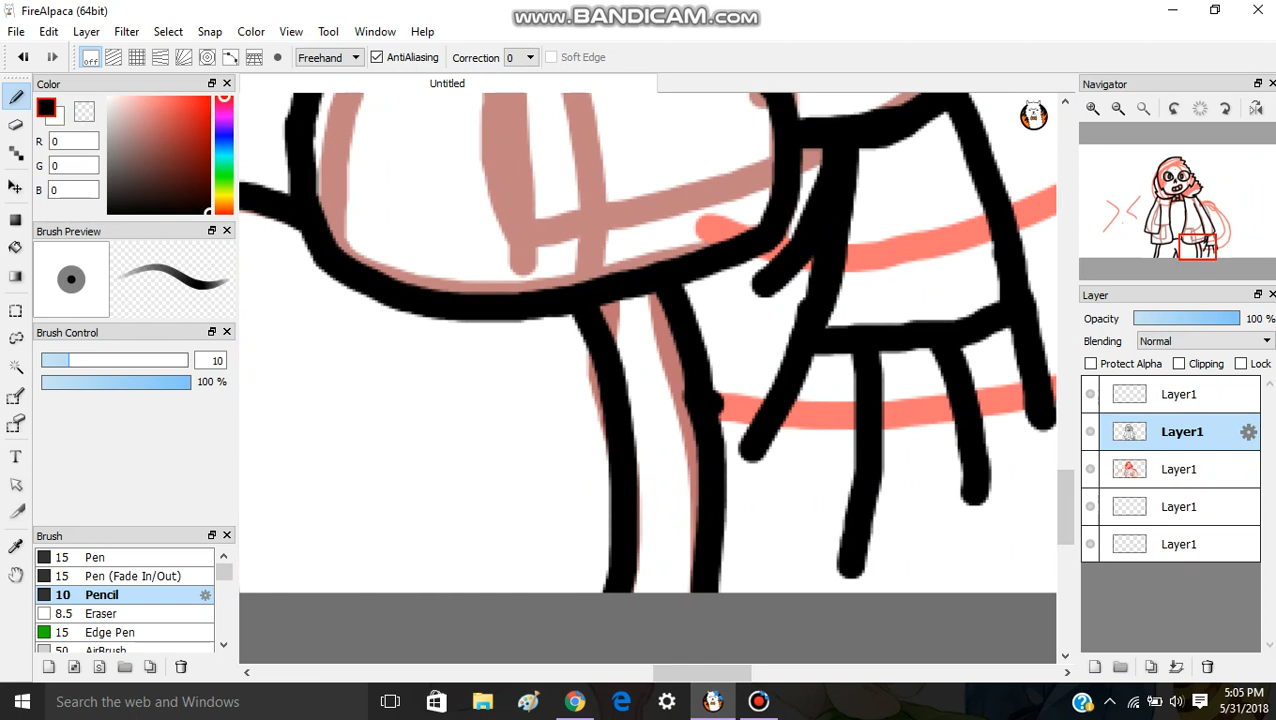 FireAlpaca (64bit)
www.BANDICAM.com
File Edit Layer Filter Select Snap Color View Tool Window Help
off Freehand AntiAliasing Correction 0 Soft Edge
Color
Untitled
Navigator
R 0
G 0
B 0
Brush Preview
Brush Control
10
100 %
Layer
Opacity 100 %
Blending Normal
Protect Alpha Clipping Lock
Layer1
Layer1
Layer1
Layer1
Layer1
Brush
15 Pen
15 Pen (Fade In/Out)
10 Pencil
8.5 Eraser
15 Edge Pen
50 AirBrush
Search the web and Windows
5:05 PM
5/31/2018